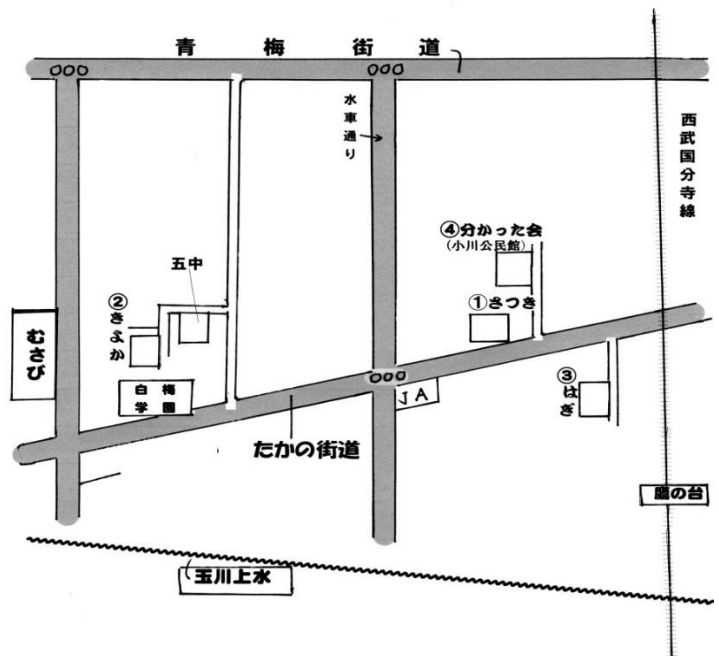 青梅街道
水車通り
西武国分寺線
④分かった会
(小川公民館)
①さつき
五中
②きよか
むさび
白梅
学園
③はぎ
JA
たかの街道
鷹の台
玉川上水